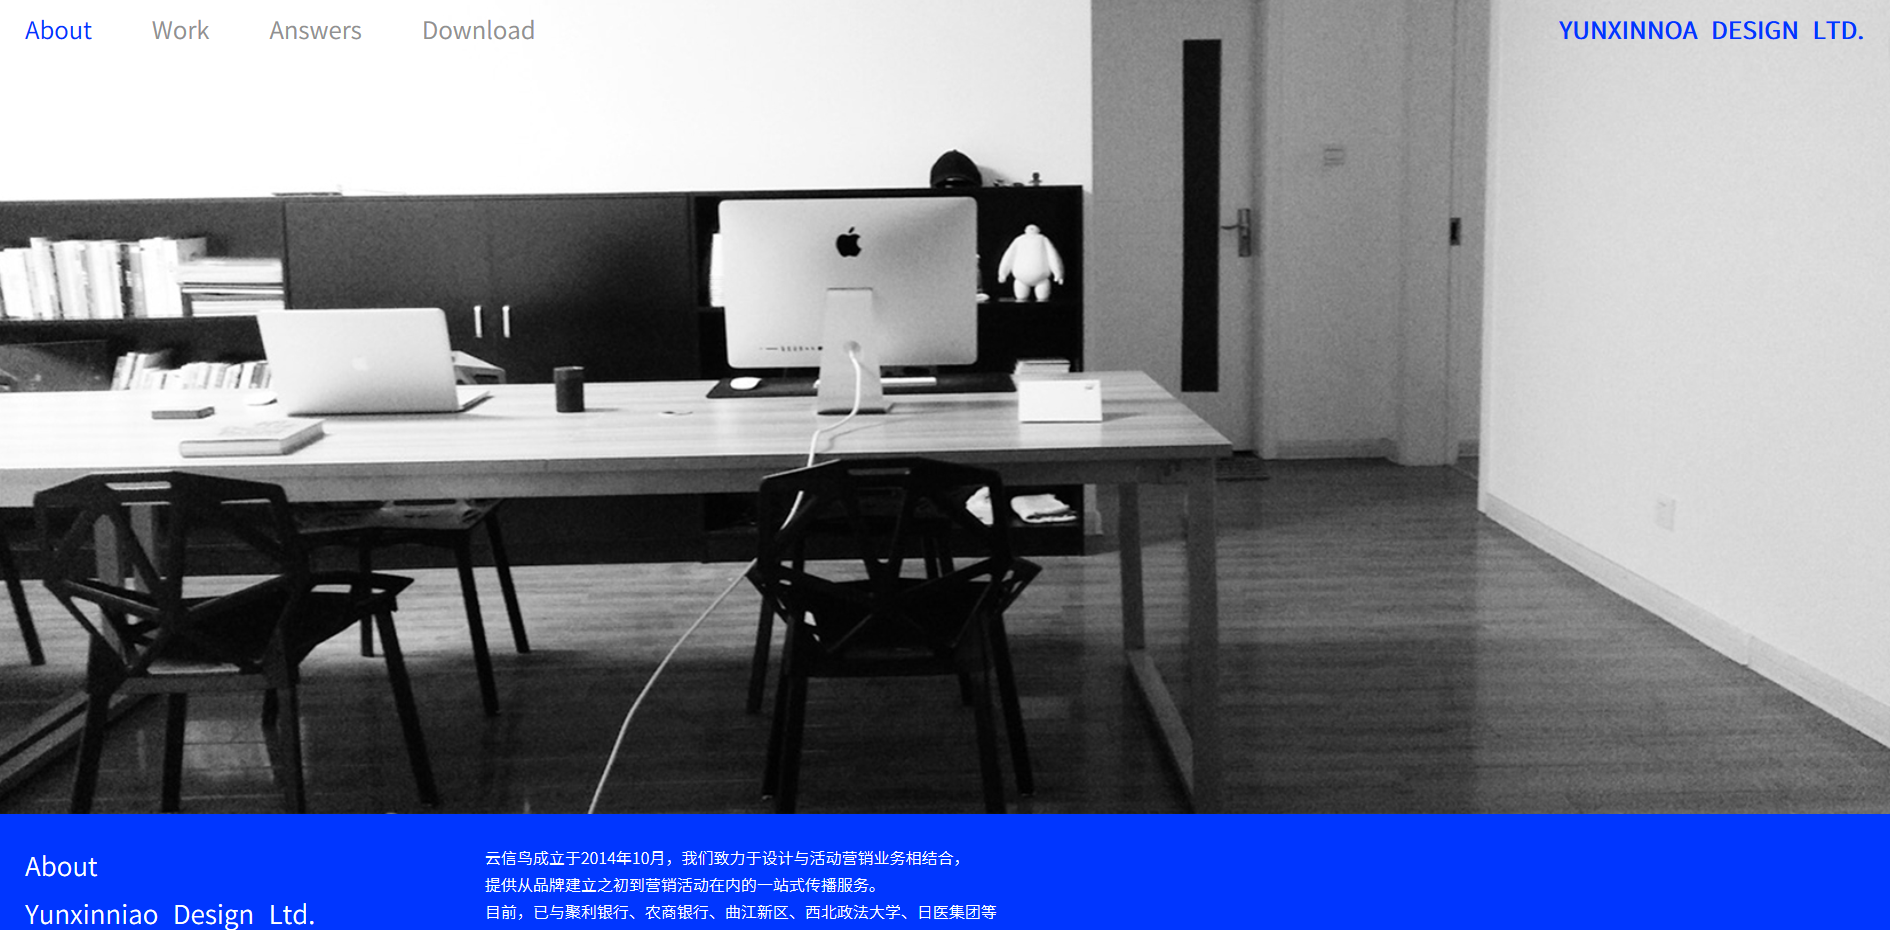 About Work Answers Download
YUNXINNOA DESIGN LTD.
About
Yunxinniao Design Ltd.
云信鸟成立于2014年10月，我们致力于设计与活动营销业务相结合，
提供从品牌建立之初到营销活动在内的一站式传播服务。
目前，已与聚利银行、农商银行、曲江新区、西北政法大学、日医集团等